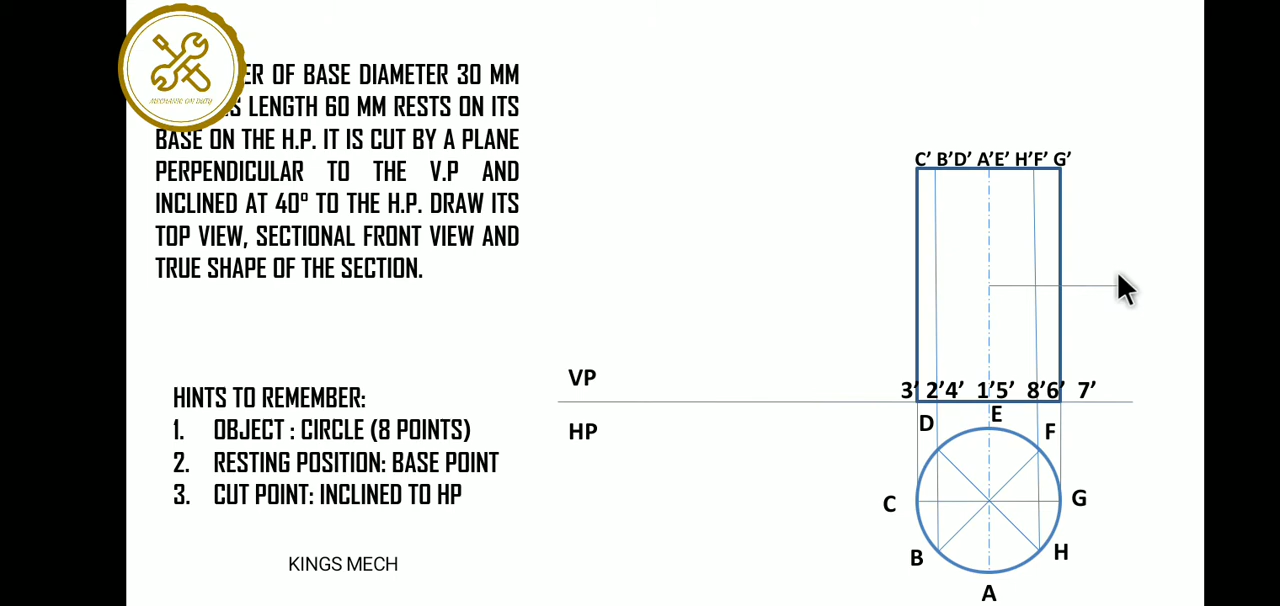 ER OF BASE DIAMETER 30 MM
LENGTH 60 MM RESTS ON ITS
BASE ON THE H.P. IT IS CUT BY A PLANE
PERPENDICULAR TO THE V.P AND
INCLINED AT 40° TO THE H.P. DRAW ITS
TOP VIEW, SECTIONAL FRONT VIEW AND
TRUE SHAPE OF THE SECTION.
MECHANIC ON DUTY
HINTS TO REMEMBER:
1. OBJECT : CIRCLE (8 POINTS)
2. RESTING POSITION: BASE POINT
3. CUT POINT: INCLINED TO HP
KINGS MECH
C’ B’D’ A’E’ H’F’ G’
VP
3’ 2’4’ 1’5’ 8’6’ 7’
HP
D E F
C G
B H
A